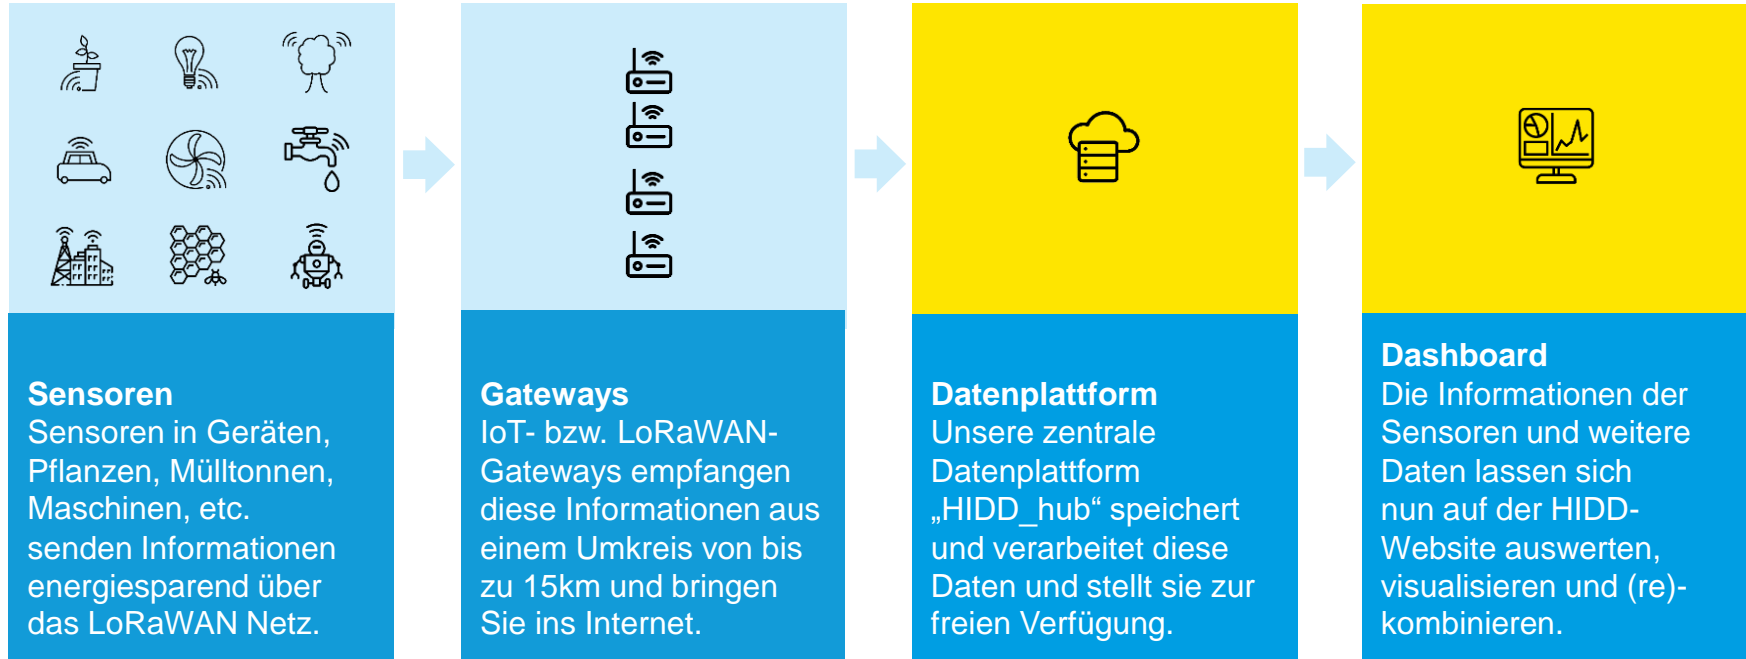 Sensoren
Sensoren in Geräten,
Pflanzen, Mülltonnen,
Maschinen, etc.
senden Informationen
energiesparend über
das LoRaWAN Netz.
Gateways
IoT- bzw. LoRaWAN-
Gateways empfangen
diese Informationen aus
einem Umkreis von bis
zu 15km und bringen
Sie ins Internet.
Datenplattform
Unsere zentrale
Datenplattform
„HIDD_hub“ speichert
und verarbeitet diese
Daten und stellt sie zur
freien Verfügung.
Dashboard
Die Informationen der
Sensoren und weitere
Daten lassen sich
nun auf der HIDD-
Website auswerten,
visualisieren und (re)-
kombinieren.